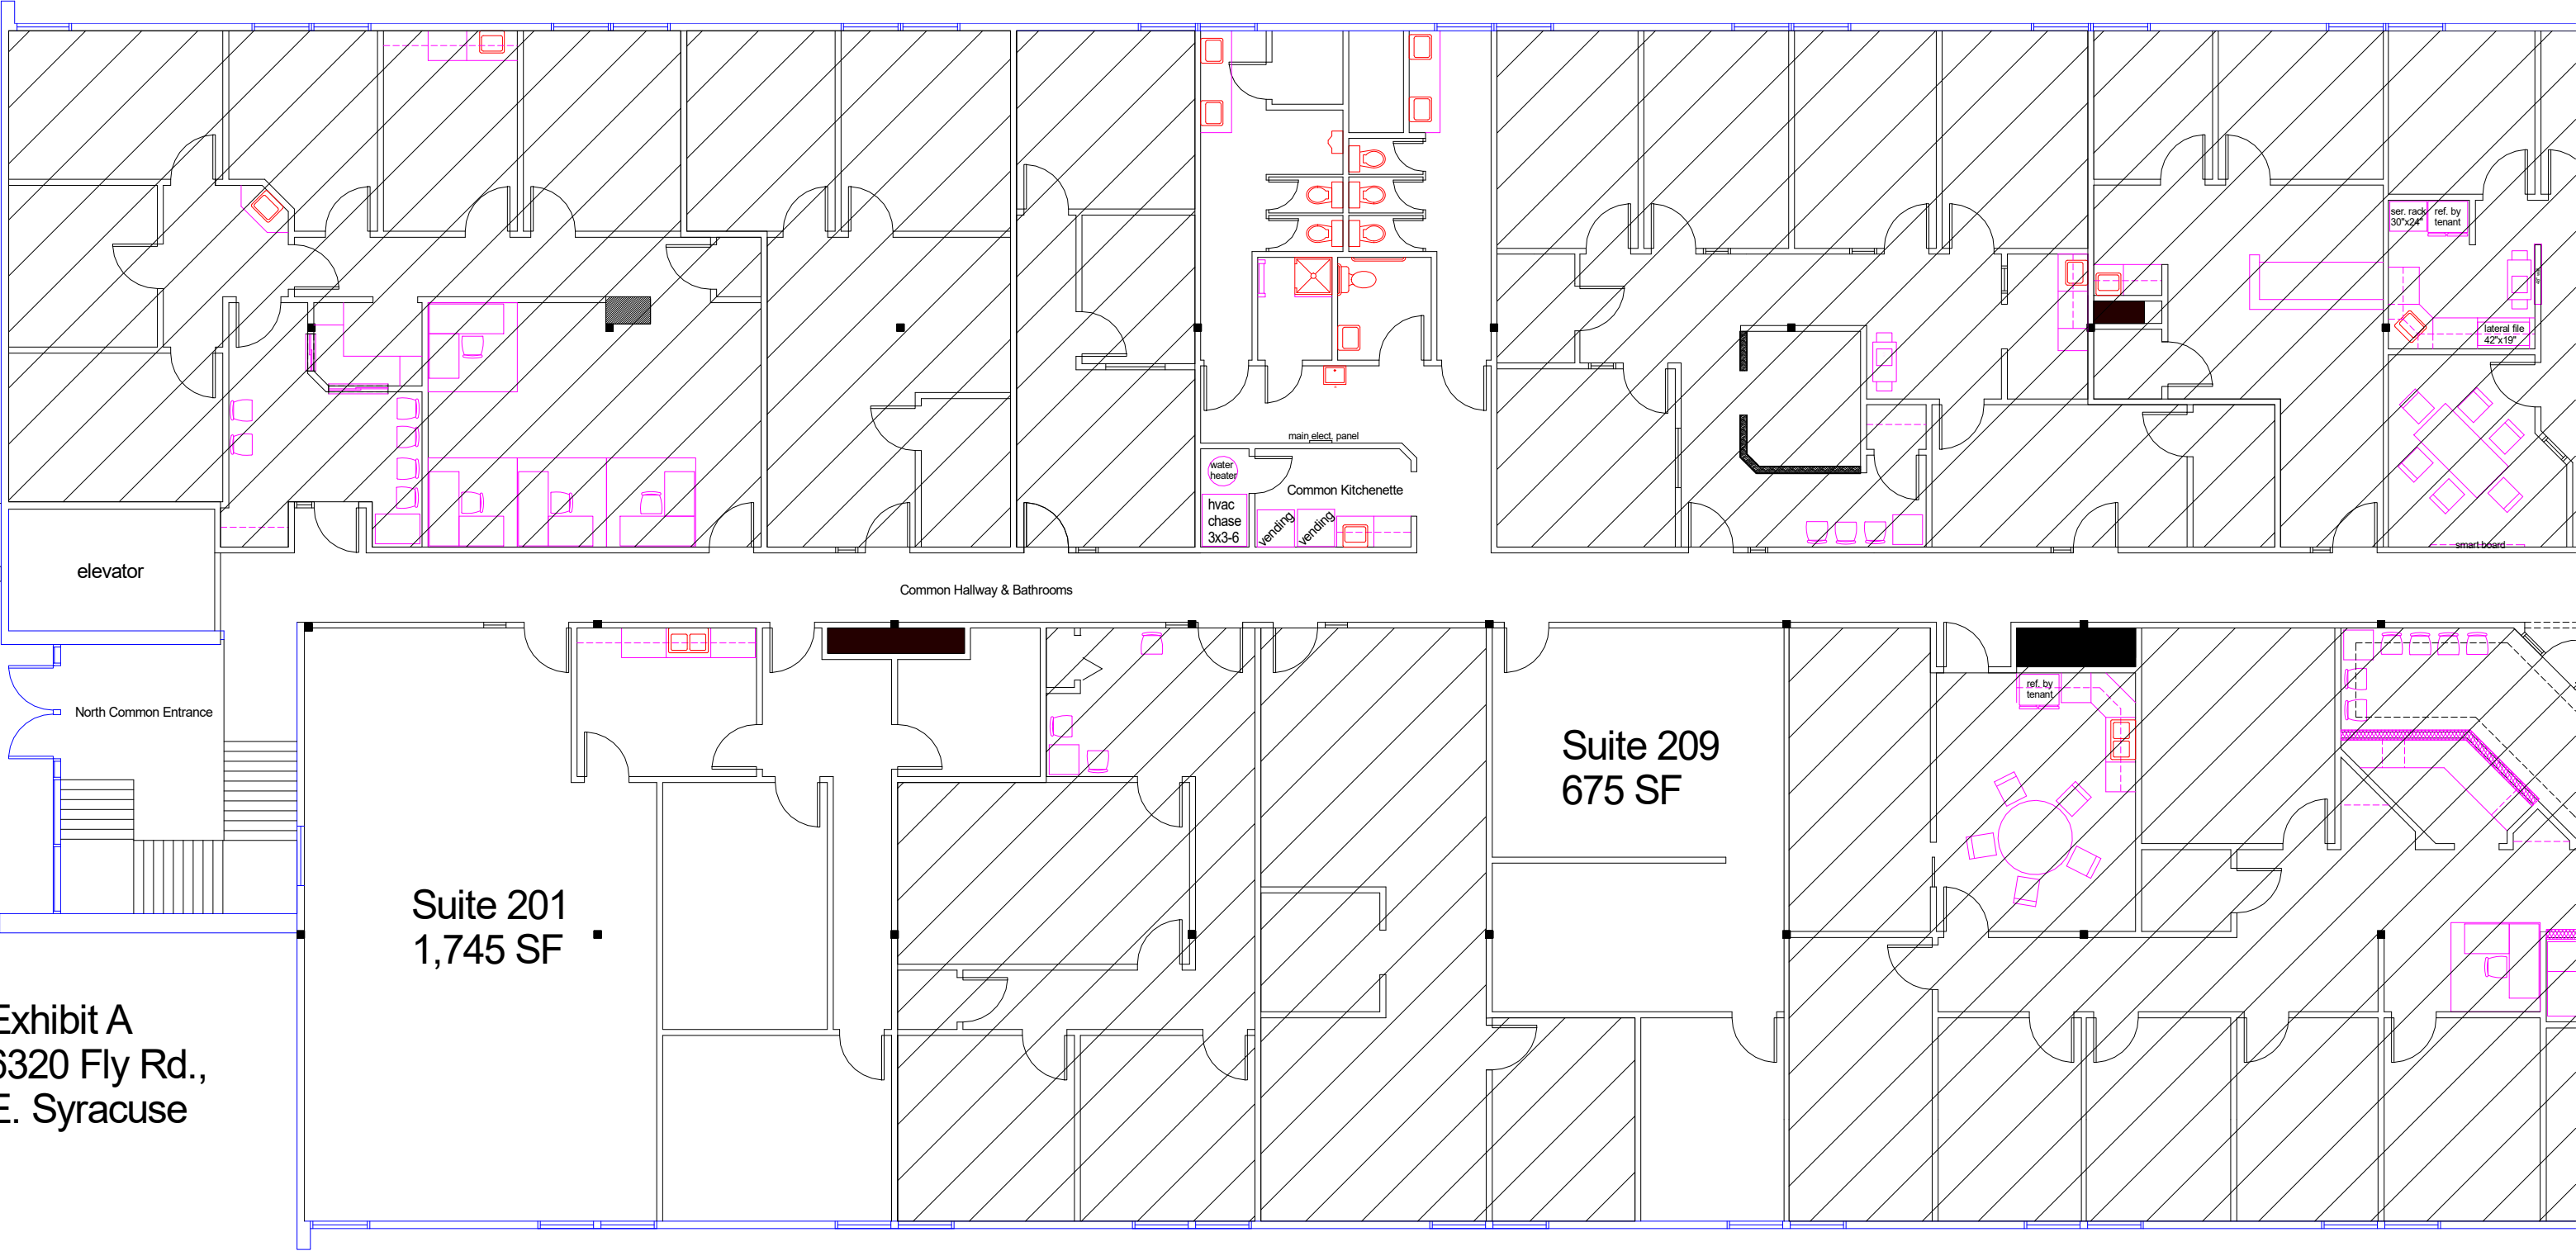 ser. rack
30"x24"
ref. by
tenant
lateral file
42"x19"
main elect. panel
water
heater
Common Kitchenette
hvac
chase
3x3-6
vending
vending
smart board
elevator
Common Hallway & Bathrooms
North Common Entrance
ref. by
tenant
Suite 209
675 SF
Suite 201
1,745 SF
Exhibit A
6320 Fly Rd.,
E. Syracuse